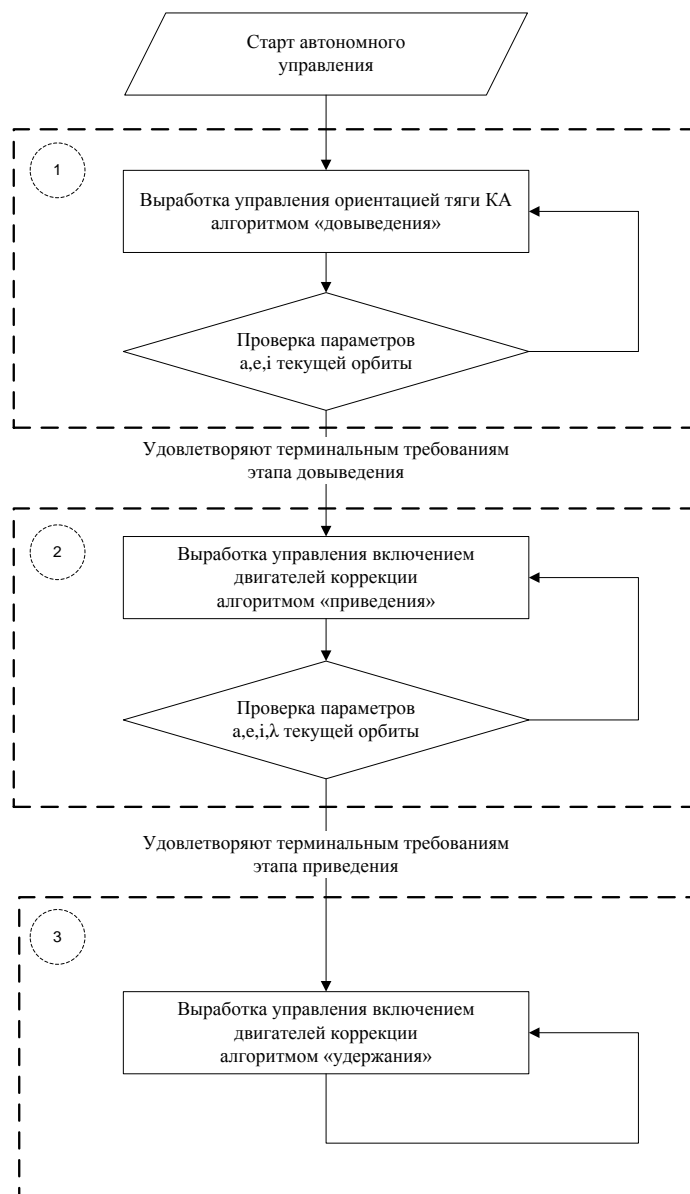 Старт автономного
управления
1
Выработка управления ориентацией тяги КА
алгоритмом «довыведения»
Проверка параметров
a,e,i текущей орбиты
Удовлетворяют терминальным требованиям
этапа довыведения
2
Выработка управления включением
двигателей коррекции
алгоритмом «приведения»
Проверка параметров
a,e,i,λ текущей орбиты
Удовлетворяют терминальным требованиям
этапа приведения
3
Выработка управления включением
двигателей коррекции
алгоритмом «удержания»